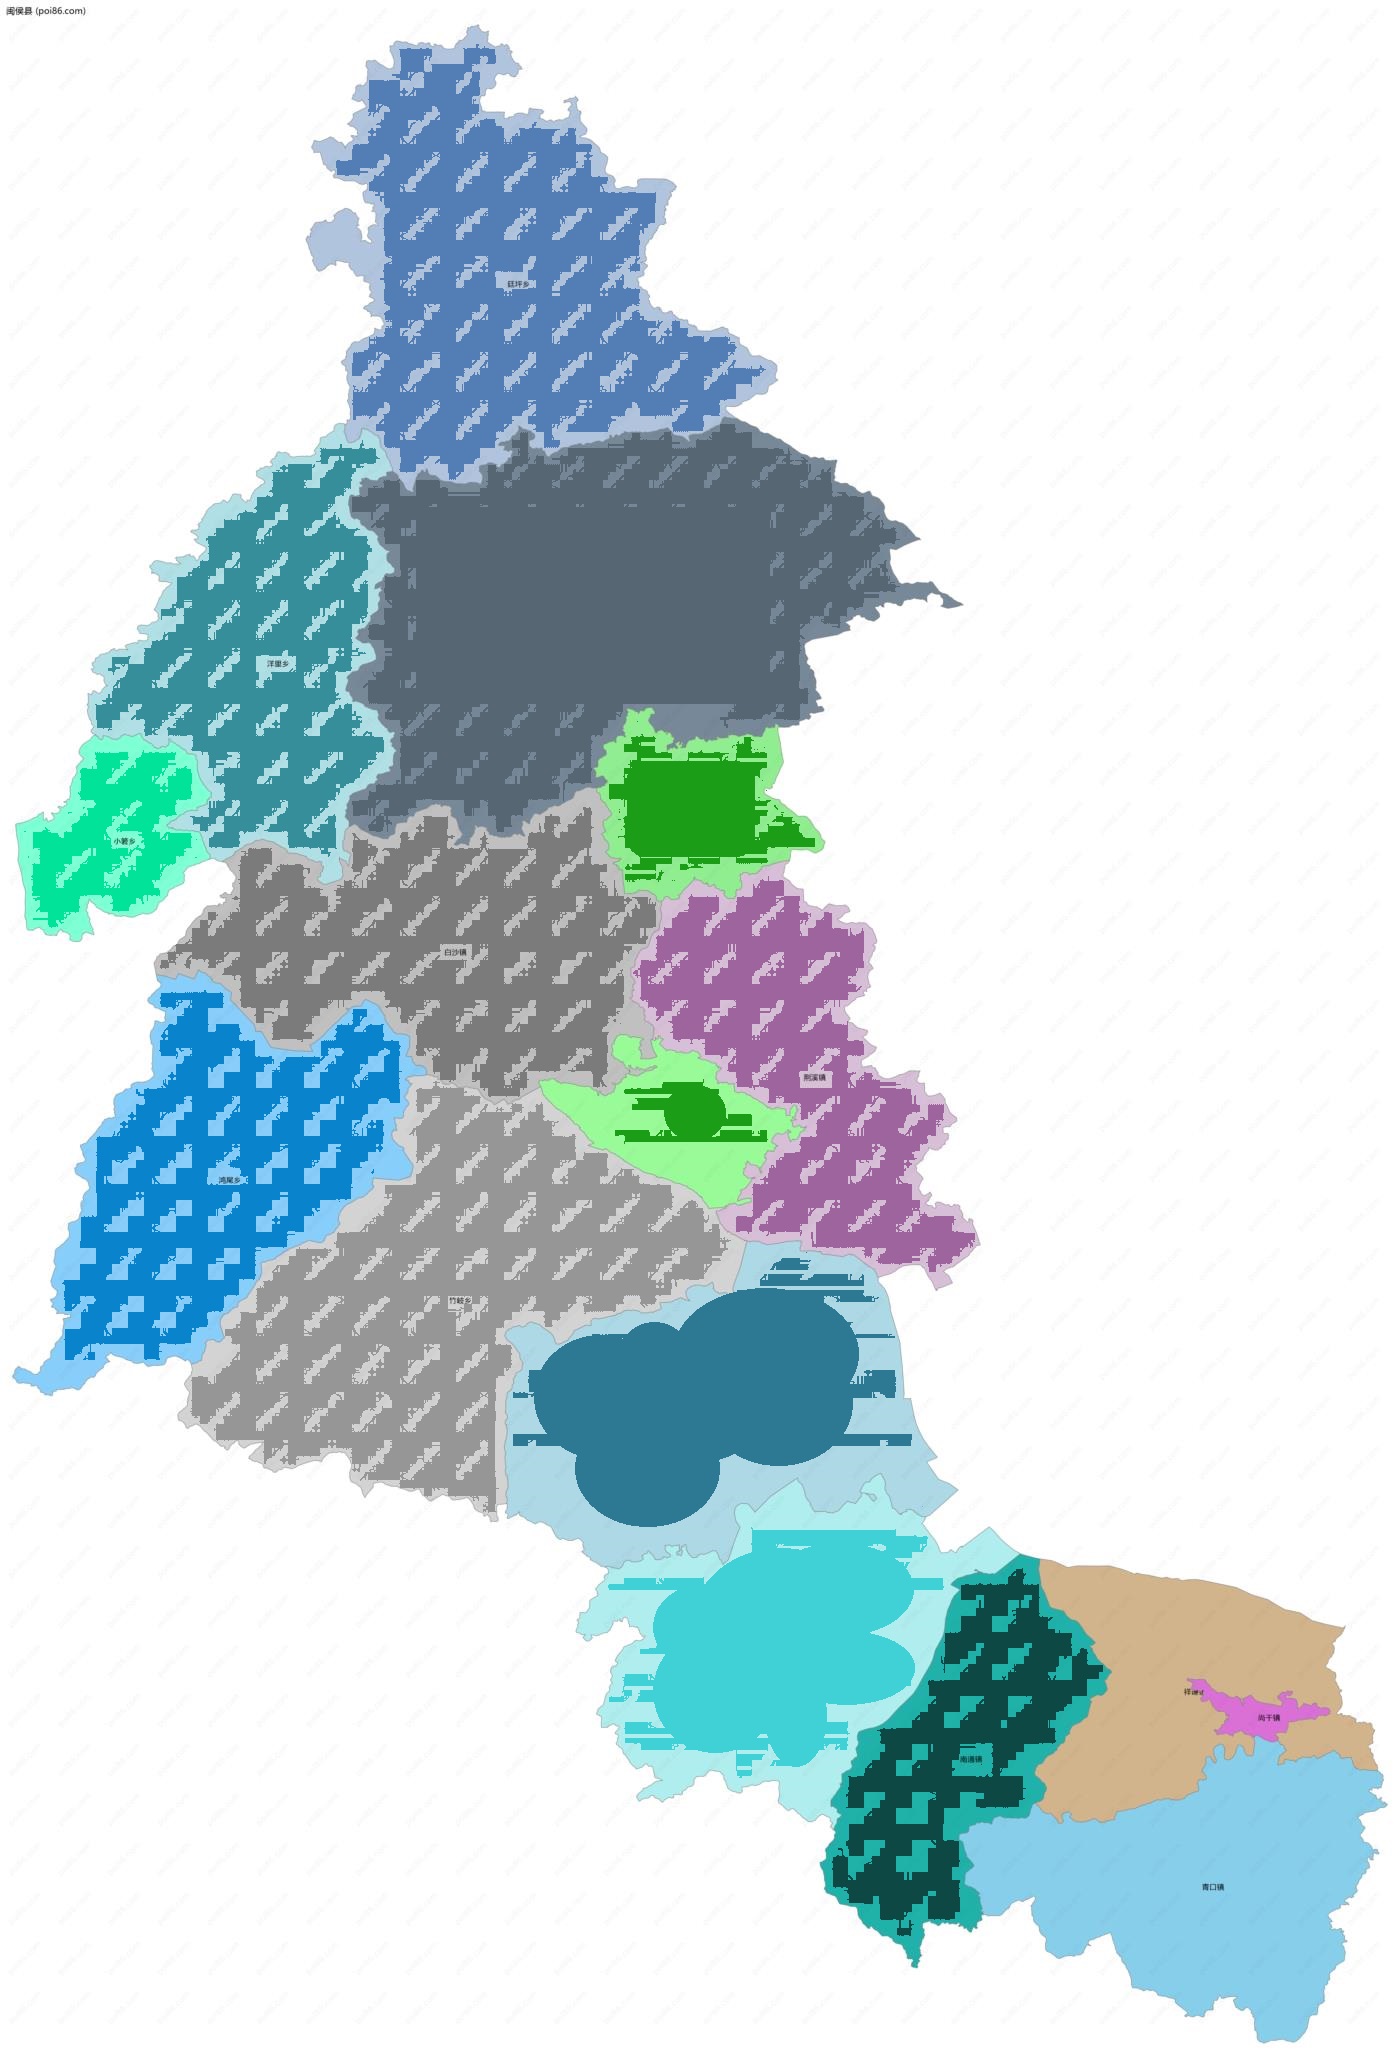 闽侯县 (poi86.com)
廷坪乡
洋里乡
小箬乡
白沙镇
荆溪镇
鸿尾乡
竹岐乡
祥谦镇
尚干镇
南通镇
青口镇